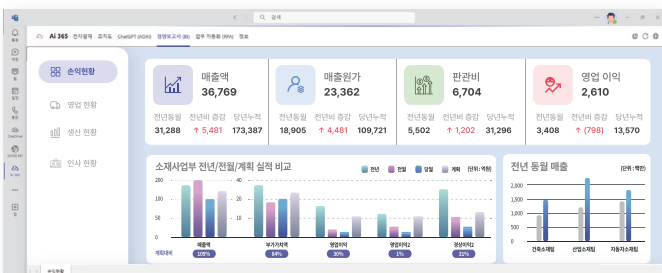 검색
Ai 365 전자결재 조직도 ChatGPT (AOAI) 경영보고서 (BI) 업무 자동화 (RPA) 정보
손익현황
영업 현황
생산 현황
인사 현황
매출액
36,769
전년동월 전년비 증감 당년누적
31,288 ↑ 5,481 173,387
매출원가
23,362
전년동월 전년비 증감 당년누적
18,905 ↑ 4,481 109,721
판관비
6,704
전년동월 전년비 증감 당년누적
5,502 ↑ 1,202 31,296
영업 이익
2,610
전년동월 전년비 증감 당년누적
3,408 ↑ (798) 13,570
소재사업부 전년/전월/계획 실적 비교
전년 전월 당월 계획 (단위 : 억원)
200
100
50
0
40
20
10
0
매출액 부가가치액 영업이익 영업이익2 경상이익2
계획대비 109% 84% 30% 1% 31%
전년 동월 매출
(단위 : 백만)
2,000
1,500
1,000
500
0
건축소재팀 산업소재팀 자동차소재팀
손익현황